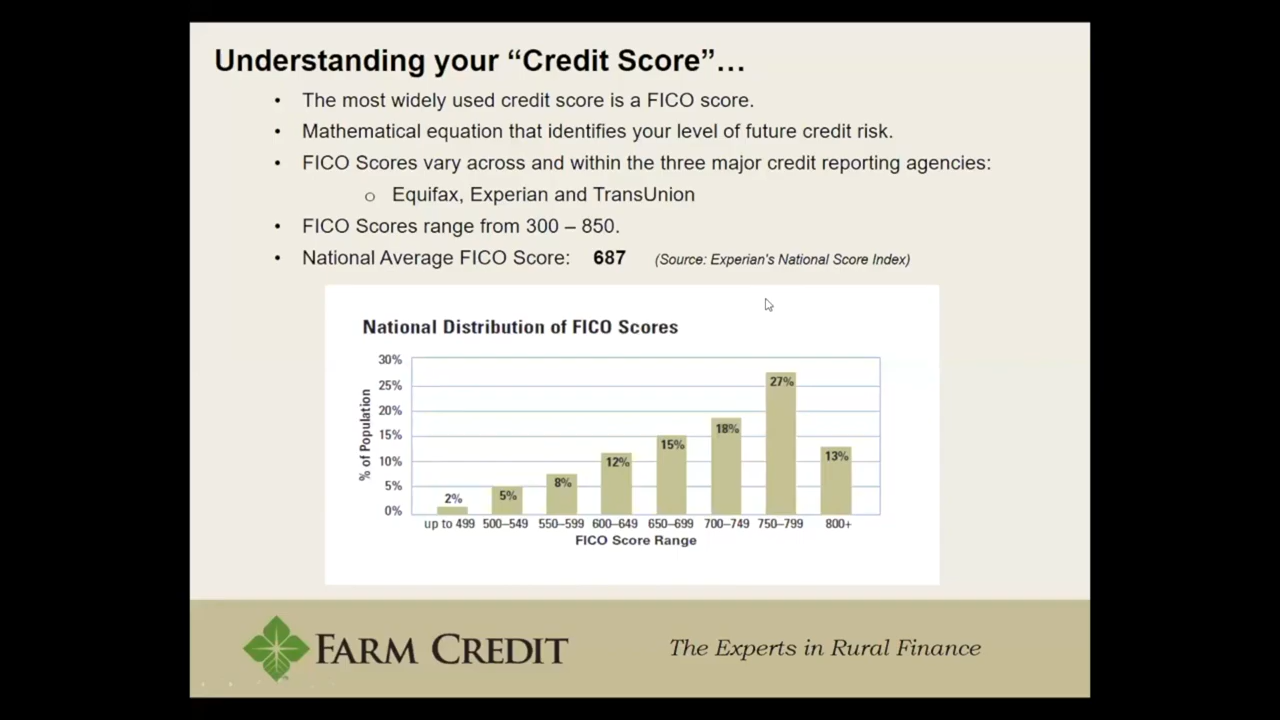 Understanding your “Credit Score”…
• The most widely used credit score is a FICO score.
• Mathematical equation that identifies your level of future credit risk.
• FICO Scores vary across and within the three major credit reporting agencies:
o Equifax, Experian and TransUnion
• FICO Scores range from 300 – 850.
• National Average FICO Score: 687 (Source: Experian's National Score Index)
National Distribution of FICO Scores
% of Population
30%
25%
20%
15%
10%
5%
0%
2%
5%
8%
12%
15%
18%
27%
13%
up to 499 500–549 550–599 600–649 650–699 700–749 750–799 800+
FICO Score Range
FARM CREDIT
The Experts in Rural Finance